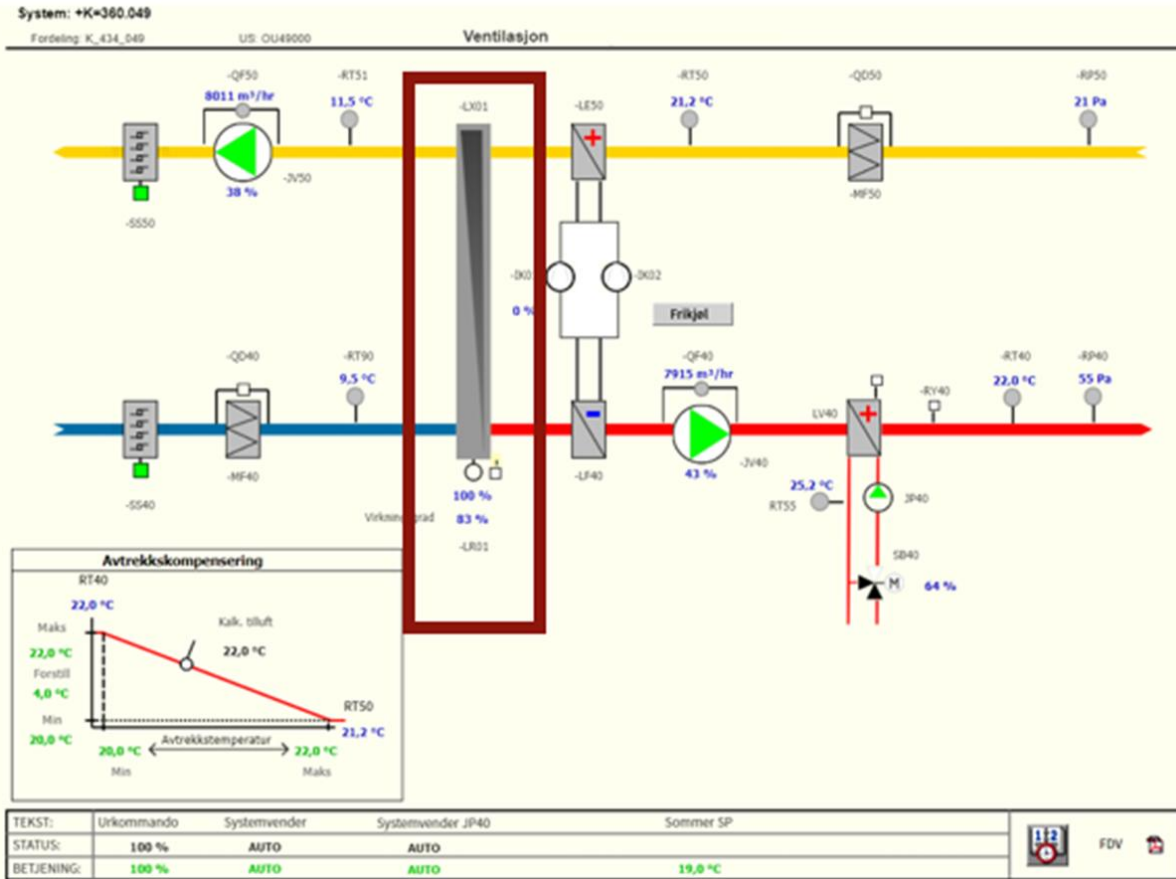 System: +K=360.049
Fordeling: K_434_049 US: OU49000 Ventilasjon
-QF50 -RT51 -RT50 -QD50 -RP50
8011 m³/hr 11,5 °C -LX01 -LE50 21,2 °C 21 Pa
-JV50
38 % -MF50
-SS50
-IK02
0 % Frikjøl
-QD40 -RT90 -QF40 -RT40 -RP40
9,5 °C 7915 m³/hr 22,0 °C 55 Pa
-RY40
LV40
-JV40
-MF40 -LF40 43 %
25,2 °C
100 % RT55 JP40
-SS40
Virkningsgrad 83 %
-LR01 SB40
M 64 %
Avtrekkskompensering
RT40
22,0 °C
Maks Kalk. tilluft
22,0 °C 22,0 °C
Forstill
4,0 °C
RT50
Min
20,0 °C 21,2 °C
Avtrekkstemperatur
20,0 °C 22,0 °C
Min Maks
TEKST: Urkommando Systemvender Systemvender JP40 Sommer SP
STATUS: 100 % AUTO AUTO
BETJENING: 100 % AUTO AUTO 19,0 °C
1 2 FDV